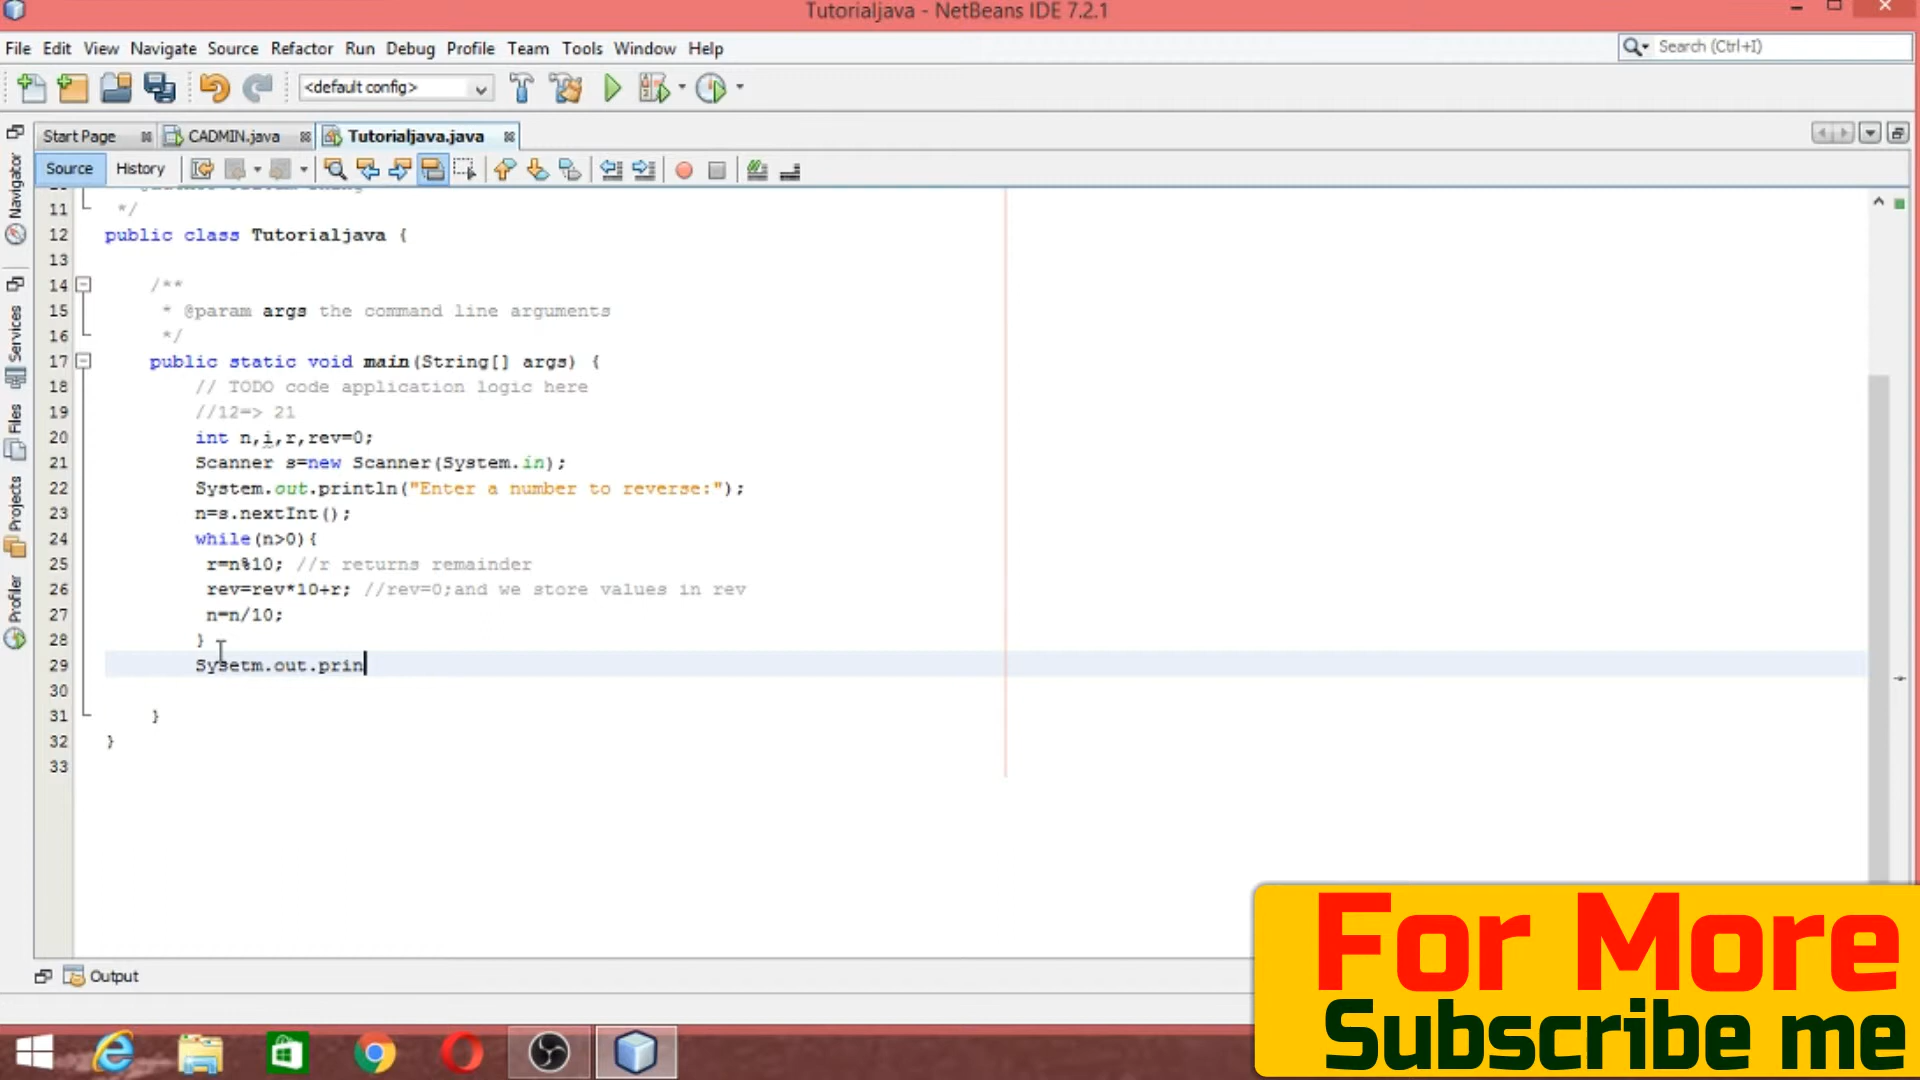 Tutorialjava - NetBeans IDE 7.2.1
File Edit View Navigate Source Refactor Run Debug Profile Team Tools Window Help
Search (Ctrl+I)
<default config>
Start Page CADMIN.java Tutorialjava.java
Source History
Navigator
Services
Files
Projects
Profiler
11 */
12 public class Tutorialjava {
13
14 /**
15 * @param args the command line arguments
16 */
17 public static void main(String[] args) {
18 // TODO code application logic here
19 //12=> 21
20 int n,i,r,rev=0;
21 Scanner s=new Scanner(System.in);
22 System.out.println("Enter a number to reverse:");
23 n=s.nextInt();
24 while(n>0){
25 r=n%10; //r returns remainder
26 rev=rev*10+r; //rev=0;and we store values in rev
27 n=n/10;
28 }
29 Sysetm.out.prin
30
31 }
32 }
33
Output
For More
Subscribe me